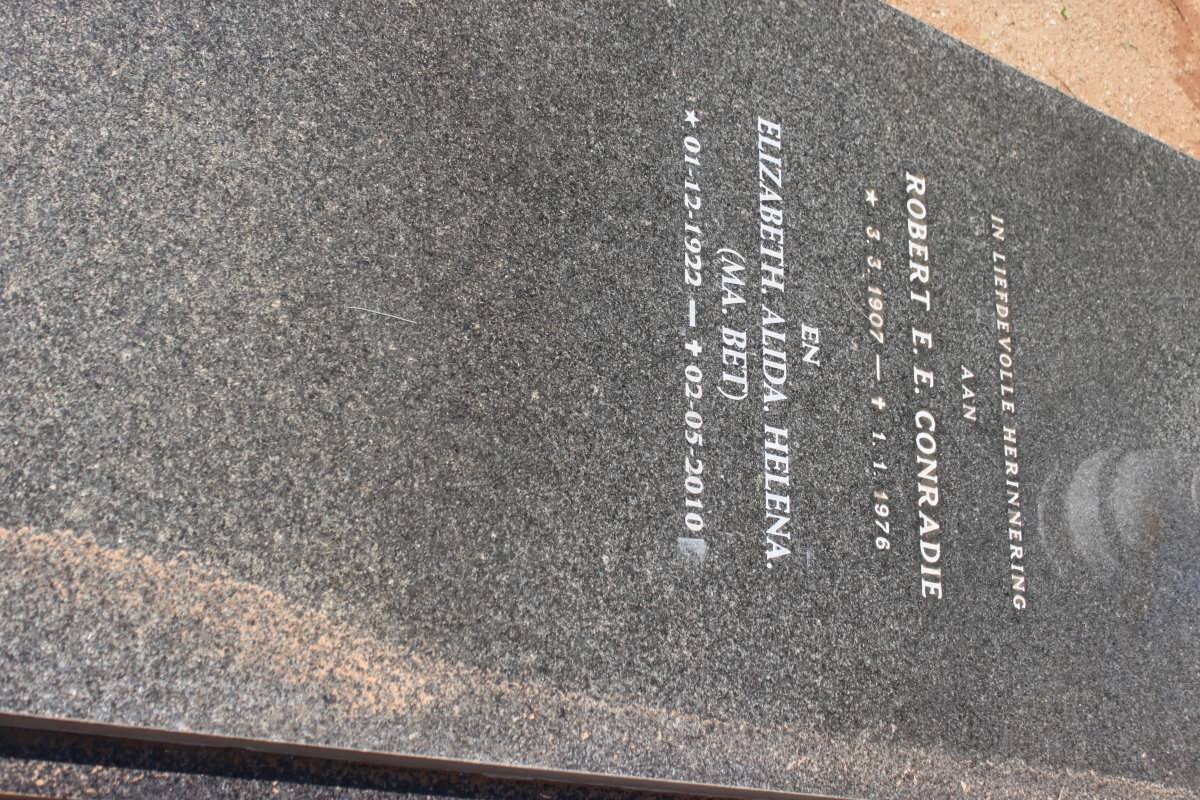 IN LIEFDEVOLLE HERINNERING
AAN
ROBERT E. E. CONRADIE
★ 3. 3. 1907 — ✝ 1. 1. 1976
EN
ELIZABETH. ALIDA. HELENA.
(MA. BET)
★ 01-12-1922 — ✝ 02-05-2010